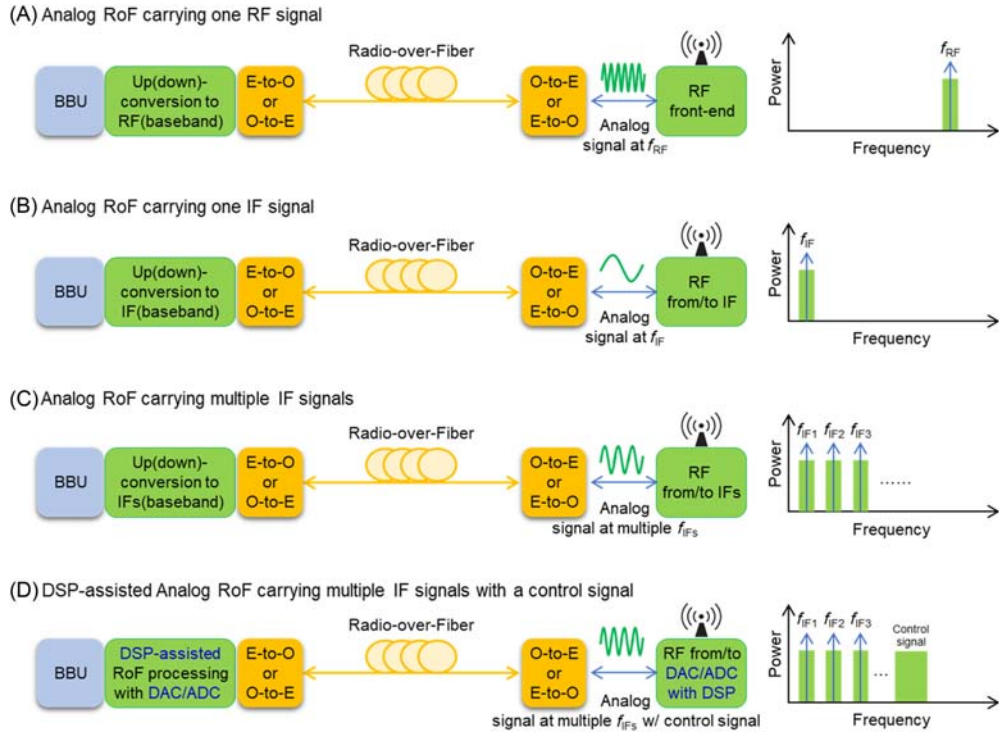 (A) Analog RoF carrying one RF signal
Radio-over-Fiber
BBU
Up(down)-
conversion to
RF(baseband)
E-to-O
or
O-to-E
O-to-E
or
E-to-O
Analog
signal at fRF
RF
front-end
Power
fRF
Frequency
(B) Analog RoF carrying one IF signal
Radio-over-Fiber
BBU
Up(down)-
conversion to
IF(baseband)
E-to-O
or
O-to-E
O-to-E
or
E-to-O
Analog
signal at fIF
RF
from/to IF
Power
fIF
Frequency
(C) Analog RoF carrying multiple IF signals
Radio-over-Fiber
BBU
Up(down)-
conversion to
IFs(baseband)
E-to-O
or
O-to-E
O-to-E
or
E-to-O
Analog
signal at multiple fIFs
RF
from/to IFs
Power
fIF1 fIF2 fIF3
......
Frequency
(D) DSP-assisted Analog RoF carrying multiple IF signals with a control signal
Radio-over-Fiber
BBU
DSP-assisted
RoF processing
with DAC/ADC
E-to-O
or
O-to-E
O-to-E
or
E-to-O
Analog
signal at multiple fIFs w/ control signal
RF from/to
DAC/ADC
with DSP
Power
fIF1 fIF2 fIF3
...
Control
signal
Frequency